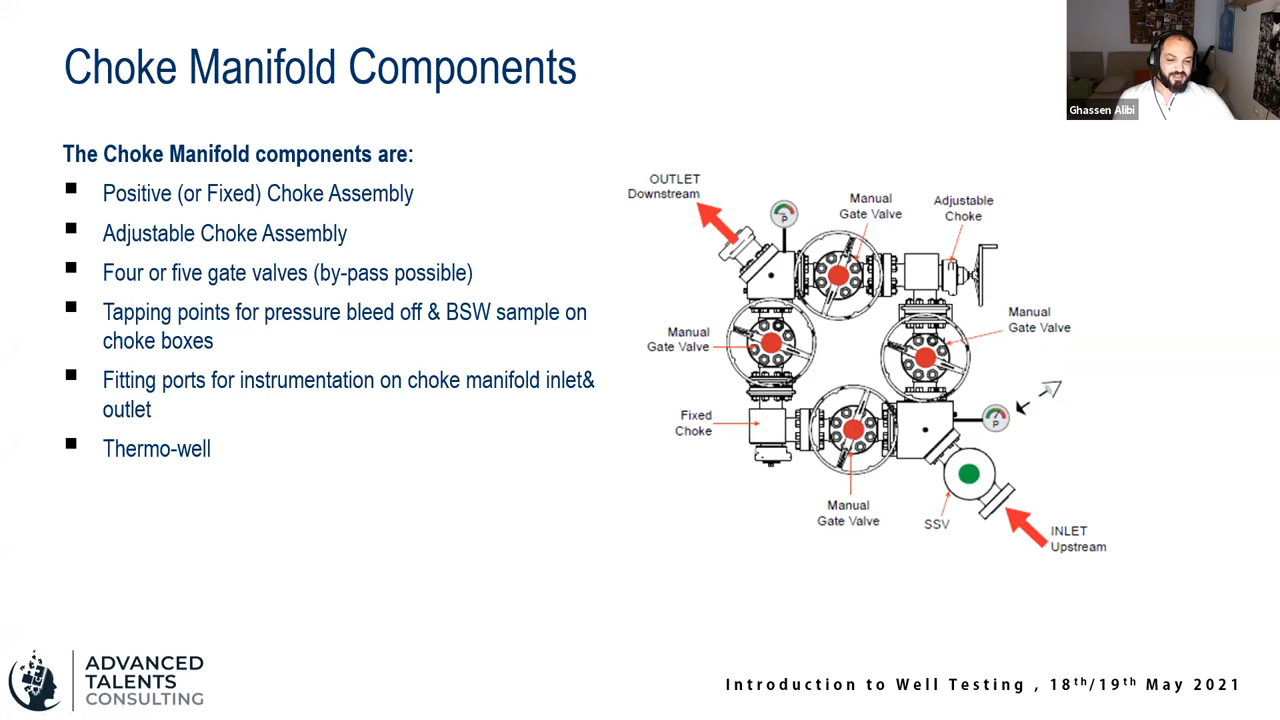 Choke Manifold Components
Ghassen Alibi
The Choke Manifold components are:
Positive (or Fixed) Choke Assembly
Adjustable Choke Assembly
Four or five gate valves (by-pass possible)
Tapping points for pressure bleed off & BSW sample on
choke boxes
Fitting ports for instrumentation on choke manifold inlet&
outlet
Thermo-well
OUTLET
Downstream
P
Manual
Gate Valve
Adjustable
Choke
Manual
Gate Valve
Manual
Gate Valve
Fixed
Choke
P
Manual
Gate Valve
SSV
INLET
Upstream
ADVANCED
TALENTS
CONSULTING
Introduction to Well Testing , 18th/19th May 2021